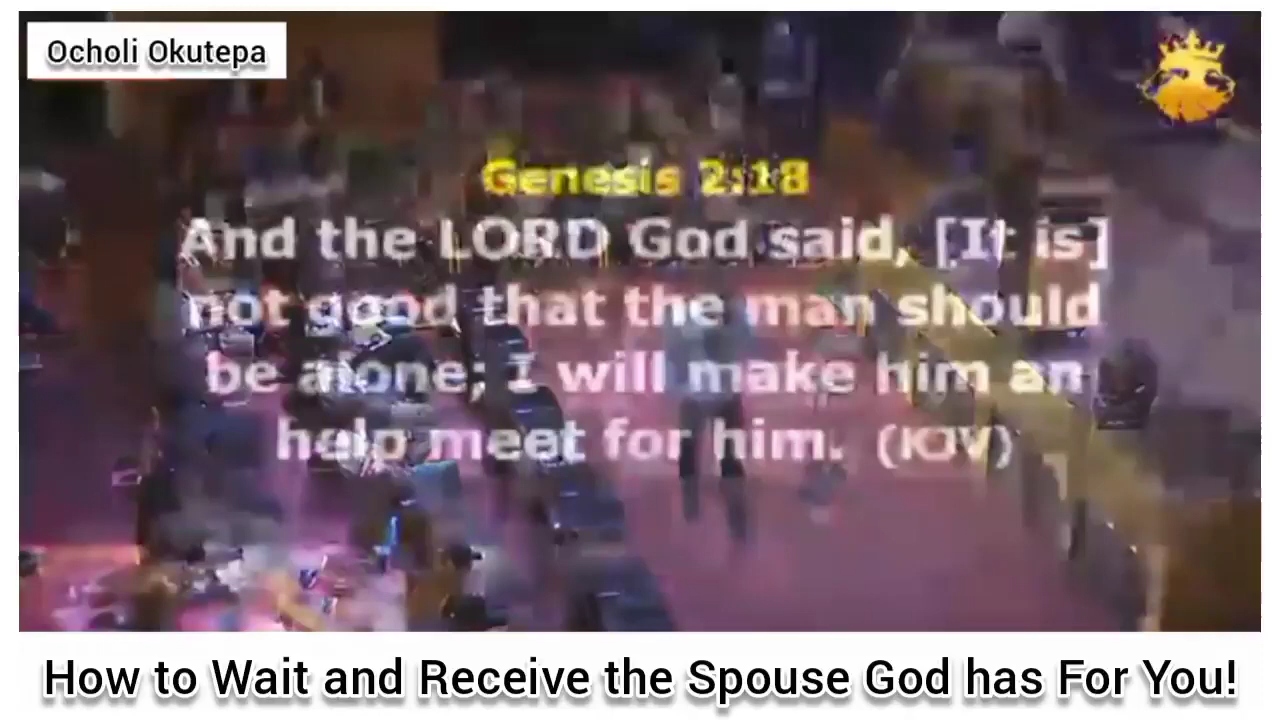 Ocholi Okutepa
Genesis 2:18
And the LORD God said, [It is]
not good that the man should
be alone; I will make him an
help meet for him. (KJV)
How to Wait and Receive the Spouse God has For You!